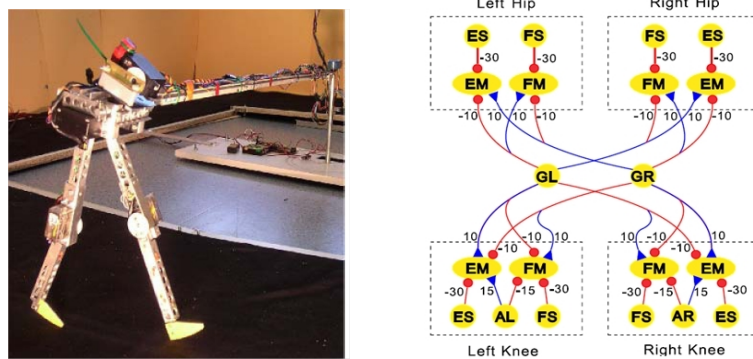 Left Hip Right Hip
ES FS FS ES
-30 -30 -30 -30
EM FM FM EM
-10 10 10 -10 -10 10 10 -10
GL GR
10 -10 -10 10 10 -10 -10 10
EM FM FM EM
-30 15 -15 -30 -30 -15 15 -30
ES AL FS FS AR ES
Left Knee Right Knee